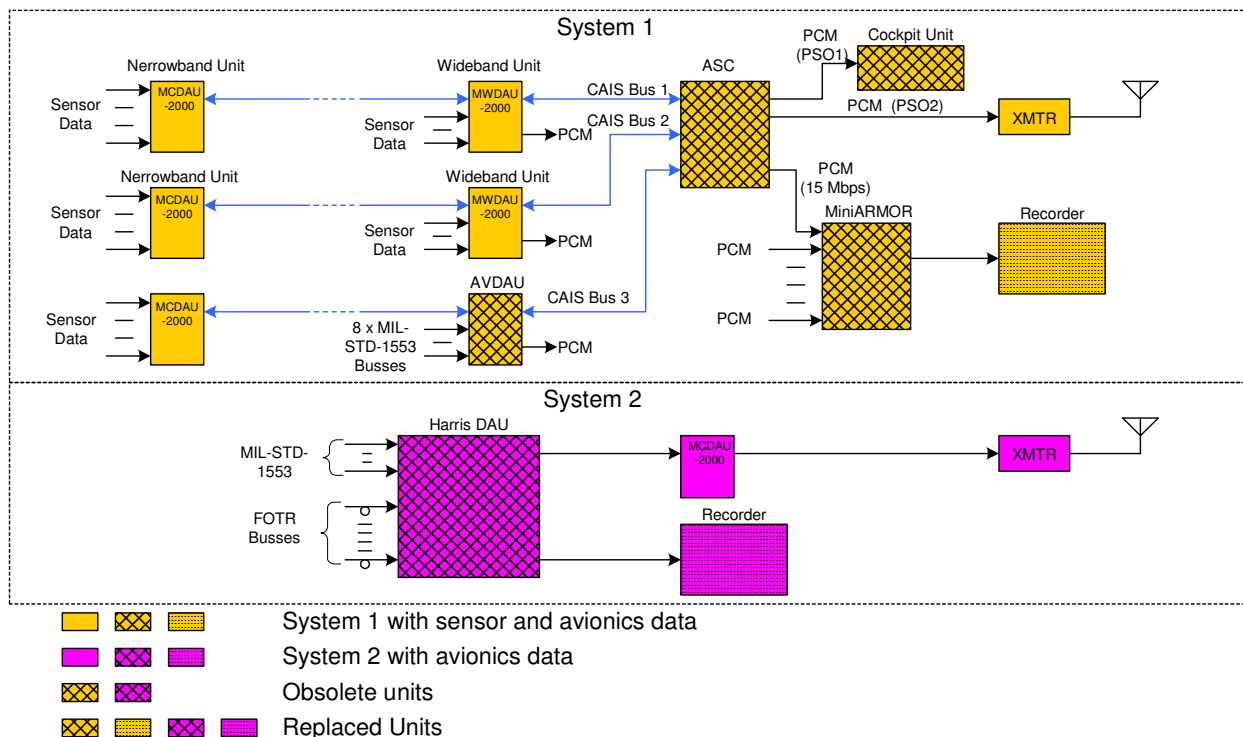 System 1
Nerrowband Unit
MCDAU
-2000
Sensor
Data
Wideband Unit
MWDAU
-2000
Sensor
Data
PCM
CAIS Bus 1
CAIS Bus 2
ASC
PCM
(PSO1)
Cockpit Unit
PCM (PSO2)
XMTR
Nerrowband Unit
MCDAU
-2000
Sensor
Data
Wideband Unit
MWDAU
-2000
Sensor
Data
PCM
PCM
(15 Mbps)
MiniARMOR
Recorder
PCM
PCM
MCDAU
-2000
Sensor
Data
AVDAU
CAIS Bus 3
8 x MIL-
STD-1553
Busses
PCM
System 2
Harris DAU
MIL-STD-
1553
FOTR
Busses
MCDAU
-2000
XMTR
Recorder
System 1 with sensor and avionics data
System 2 with avionics data
Obsolete units
Replaced Units